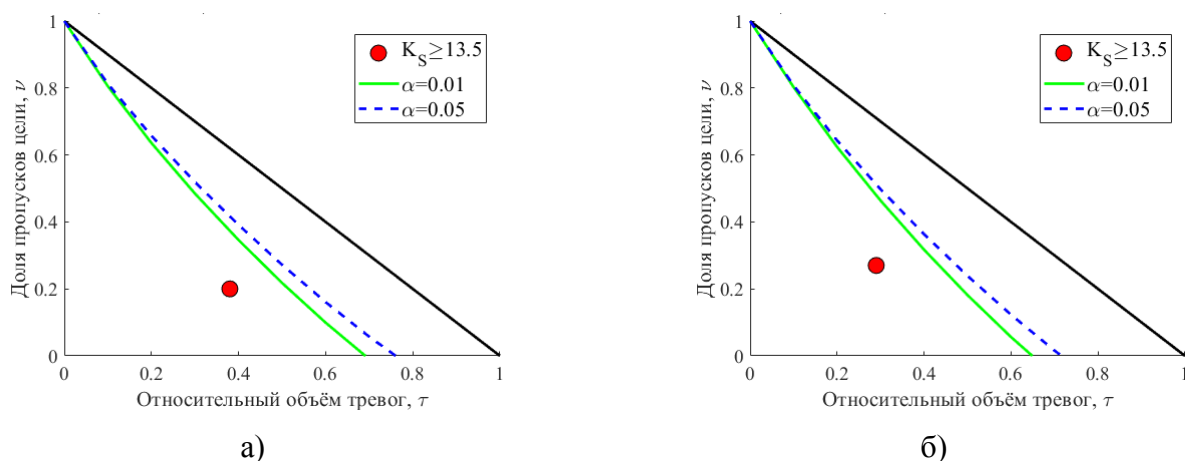 Доля пропусков цели, ν
1
0.8
0.6
0.4
0.2
0
0 0.2 0.4 0.6 0.8 1
Относительный объём тревог, τ
K_S≥13.5
α=0.01
α=0.05
а)
Доля пропусков цели, ν
1
0.8
0.6
0.4
0.2
0
0 0.2 0.4 0.6 0.8 1
Относительный объём тревог, τ
K_S≥13.5
α=0.01
α=0.05
б)